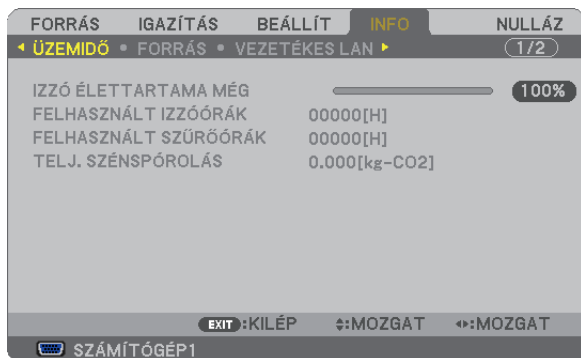 FORRÁS IGAZÍTÁS BEÁLLÍT INFO NULLÁZ
ÜZEMIDŐ • FORRÁS • VEZETÉKES LAN 1/2
IZZÓ ÉLETTARTAMA MÉG 100%
FELHASZNÁLT IZZÓÓRÁK 00000[H]
FELHASZNÁLT SZŰRŐÓRÁK 00000[H]
TELJ. SZÉNSPÓROLÁS 0.000[kg-CO2]
EXIT :KILÉP :MOZGAT :MOZGAT
SZÁMÍTÓGÉP1